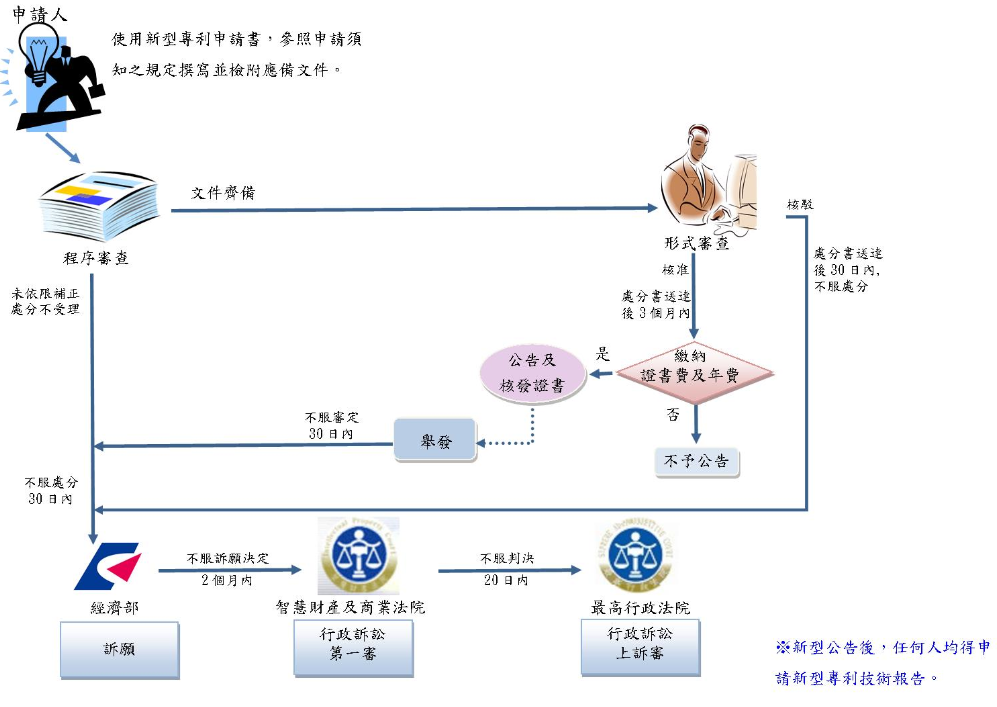 申請人
使用新型專利申請書，參照申請須
知之規定撰寫並檢附應備文件。
文件齊備
程序審查
形式審查
核駁
處分書送達
後30日內,
不服處分
核准
處分書送達
後3個月內
未依限補正
處分不受理
繳納
證書費及年費
是
否
公告及
核發證書
不予公告
舉發
不服審定
30日內
不服處分
30日內
經濟部
訴願
不服訴願決定
2個月內
智慧財產及商業法院
行政訴訟
第一審
不服判決
20日內
最高行政法院
行政訴訟
上訴審
※新型公告後，任何人均得申
請新型專利技術報告。